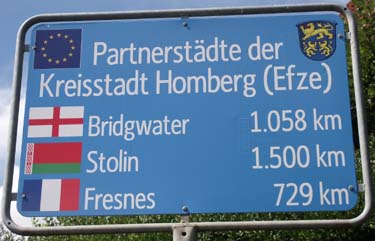 Partnerstädte der
Kreisstadt Homberg (Efze)
Bridgwater 1.058 km
Stolin 1.500 km
Fresnes 729 km